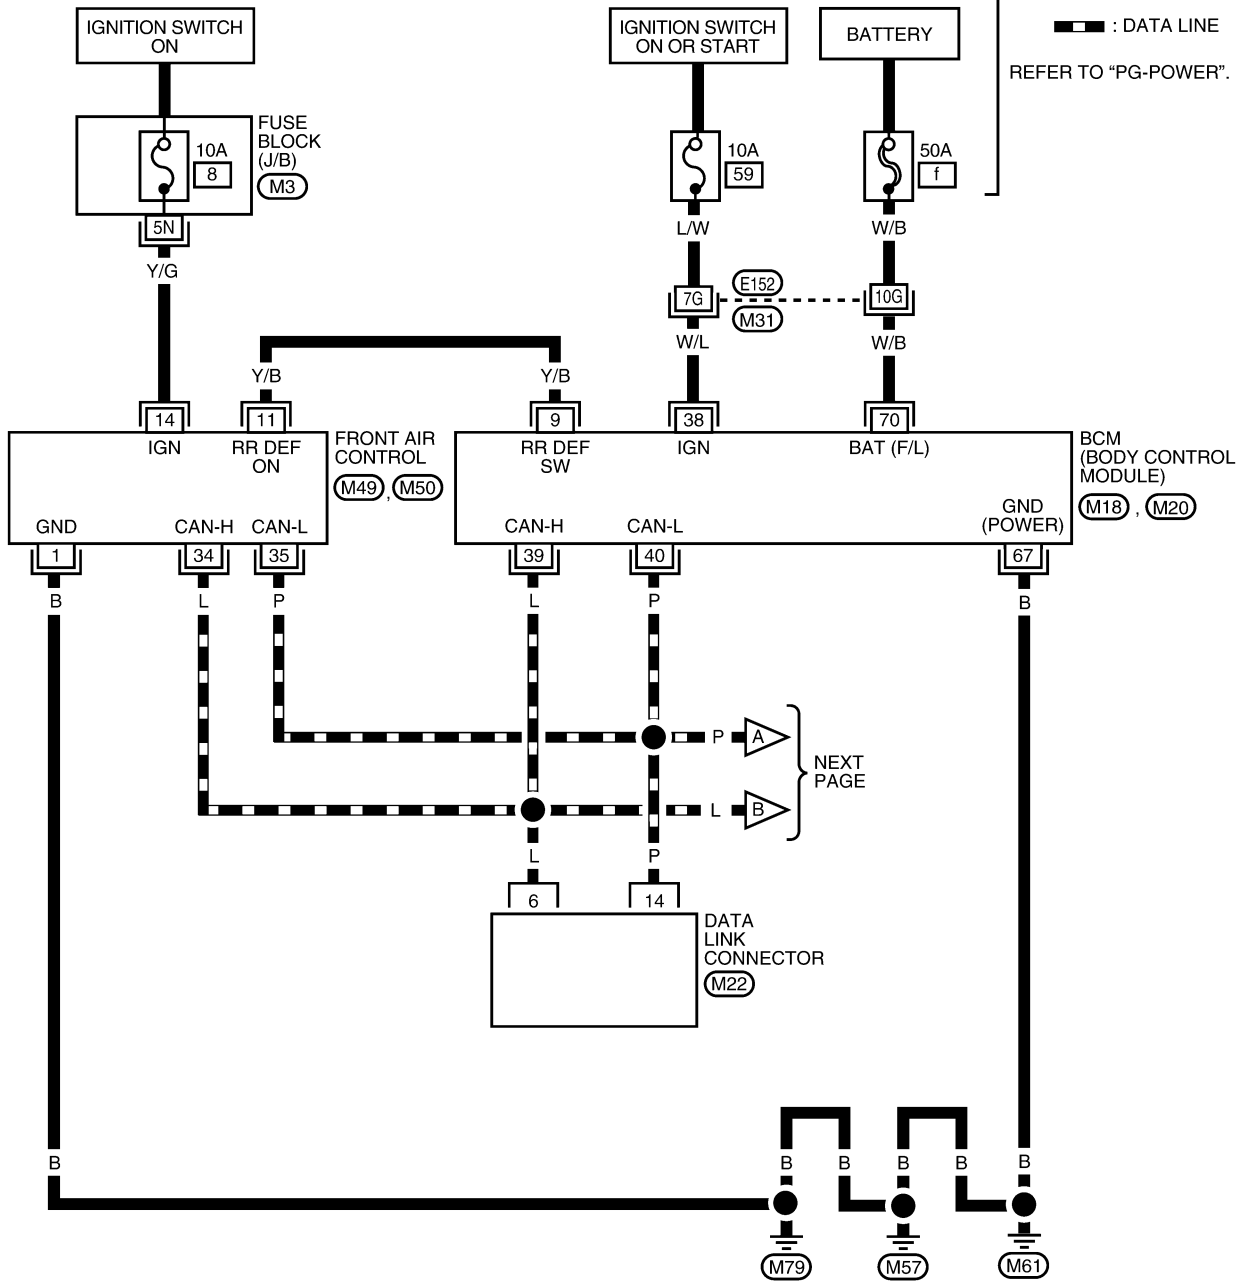 IGNITION SWITCH
ON
IGNITION SWITCH
ON OR START
BATTERY
: DATA LINE
REFER TO “PG-POWER”.
FUSE
BLOCK
(J/B)
M3
10A
8
10A
59
50A
f
5N
Y/G
L/W
W/B
7G
E152
M31
10G
W/L
W/B
Y/B
Y/B
14
11
9
38
70
IGN
RR DEF
ON
FRONT AIR
CONTROL
M49 , M50
RR DEF
SW
IGN
BAT (F/L)
BCM
(BODY CONTROL
MODULE)
M18 , M20
GND
CAN-H
CAN-L
CAN-H
CAN-L
GND
(POWER)
1
34
35
39
40
67
B
L
P
L
P
B
P
A
NEXT
PAGE
L
B
L
P
6
14
DATA
LINK
CONNECTOR
M22
B
B
B
B
B
B
M79
M57
M61